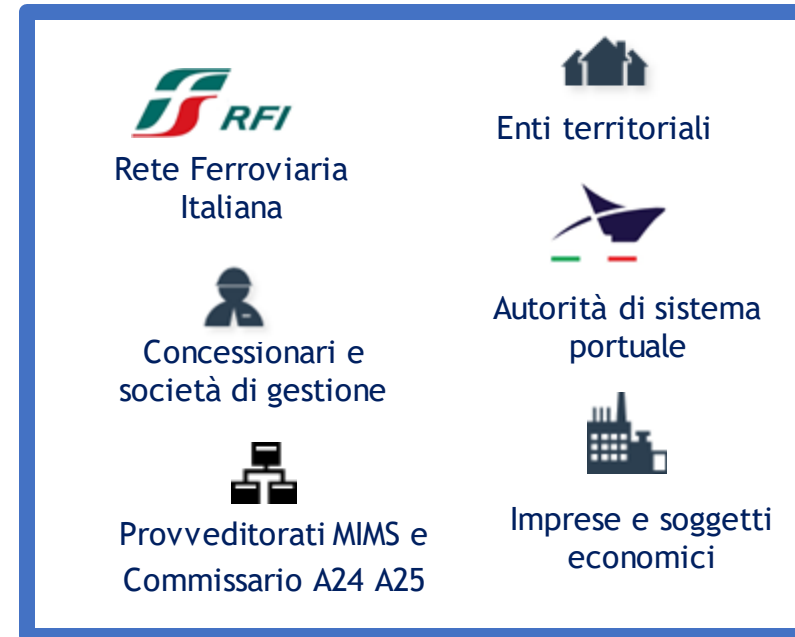 RFI
Rete Ferroviaria
Italiana
Concessionari e
società di gestione
Provveditorati MIMS e
Commissario A24 A25
Enti territoriali
Autorità di sistema
portuale
Imprese e soggetti
economici